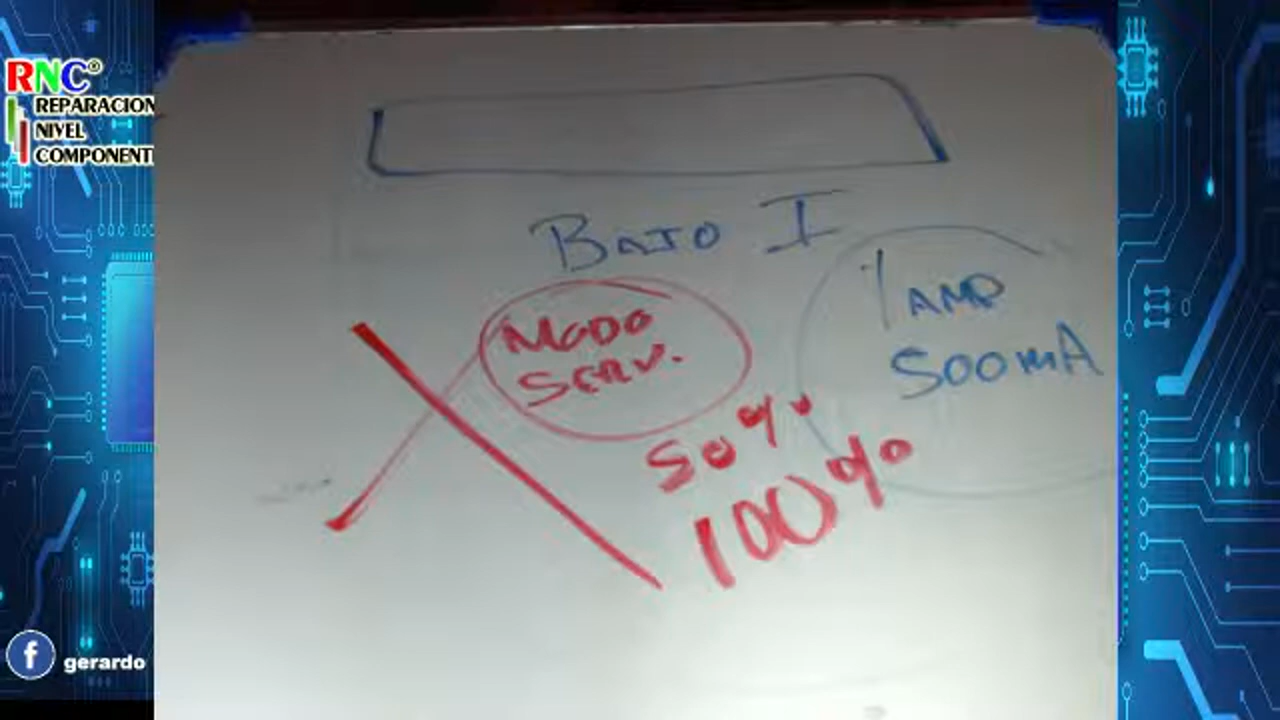 RNC®
REPARACION
NIVEL
COMPONENT
BAJO I
1 AMP
500mA
MODO
SERV.
50%
100%
f gerardo